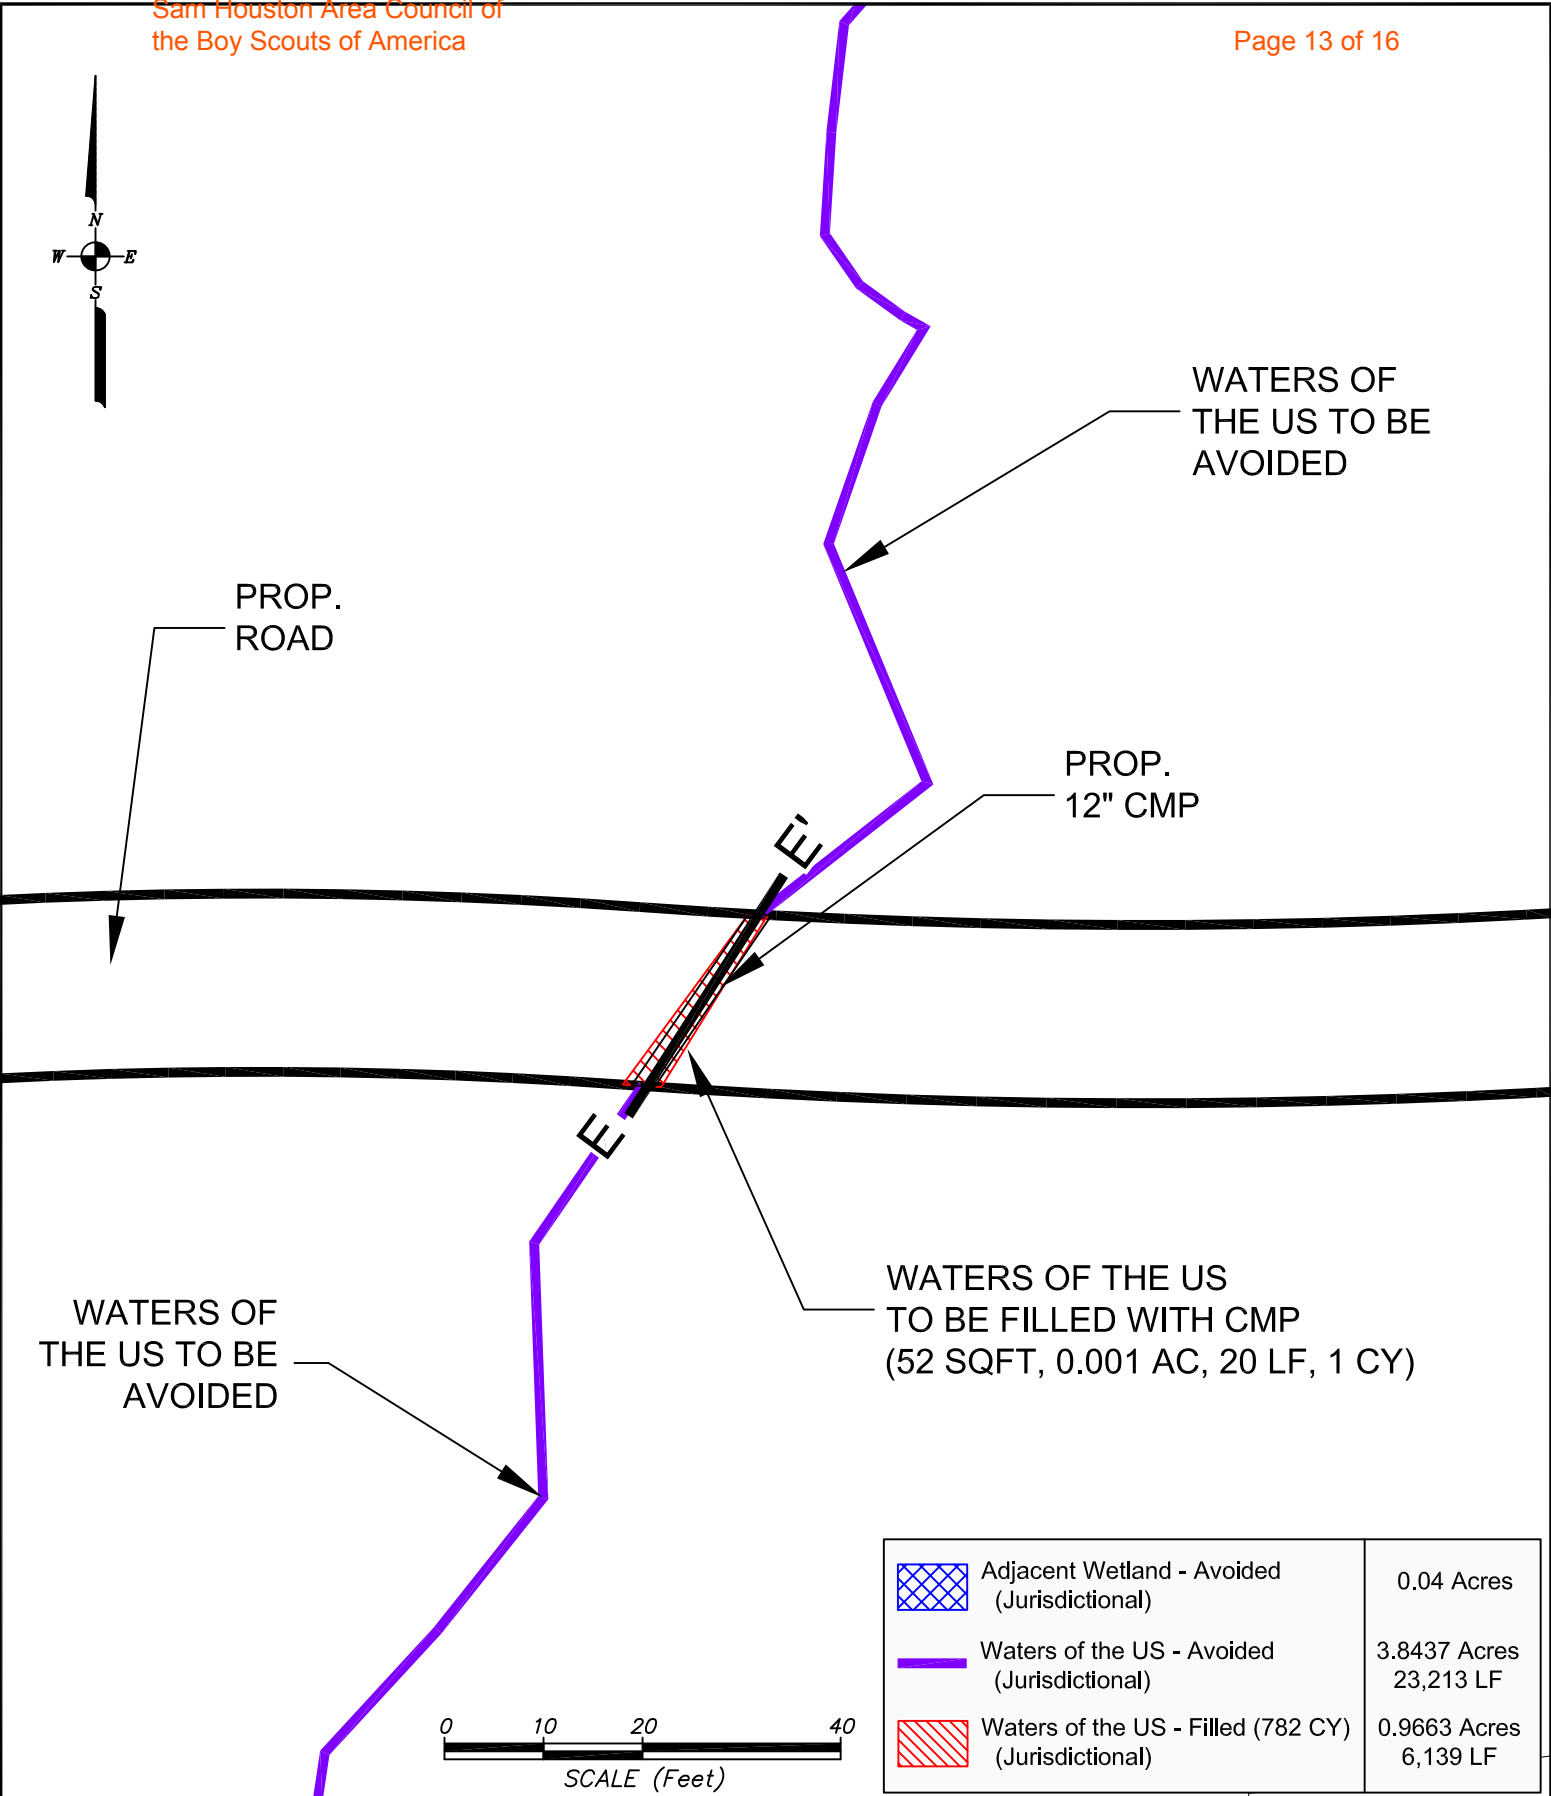 Sam Houston Area Council of
the Boy Scouts of America
Page 13 of 16
N
W E
S
WATERS OF
THE US TO BE
AVOIDED
PROP.
ROAD
PROP.
12" CMP
E'
E
WATERS OF THE US
TO BE FILLED WITH CMP
(52 SQFT, 0.001 AC, 20 LF, 1 CY)
WATERS OF
THE US TO BE
AVOIDED
Adjacent Wetland - Avoided
(Jurisdictional)
0.04 Acres
Waters of the US - Avoided
(Jurisdictional)
3.8437 Acres
23,213 LF
Waters of the US - Filled (782 CY)
(Jurisdictional)
0.9663 Acres
6,139 LF
0 10 20 40
SCALE (Feet)